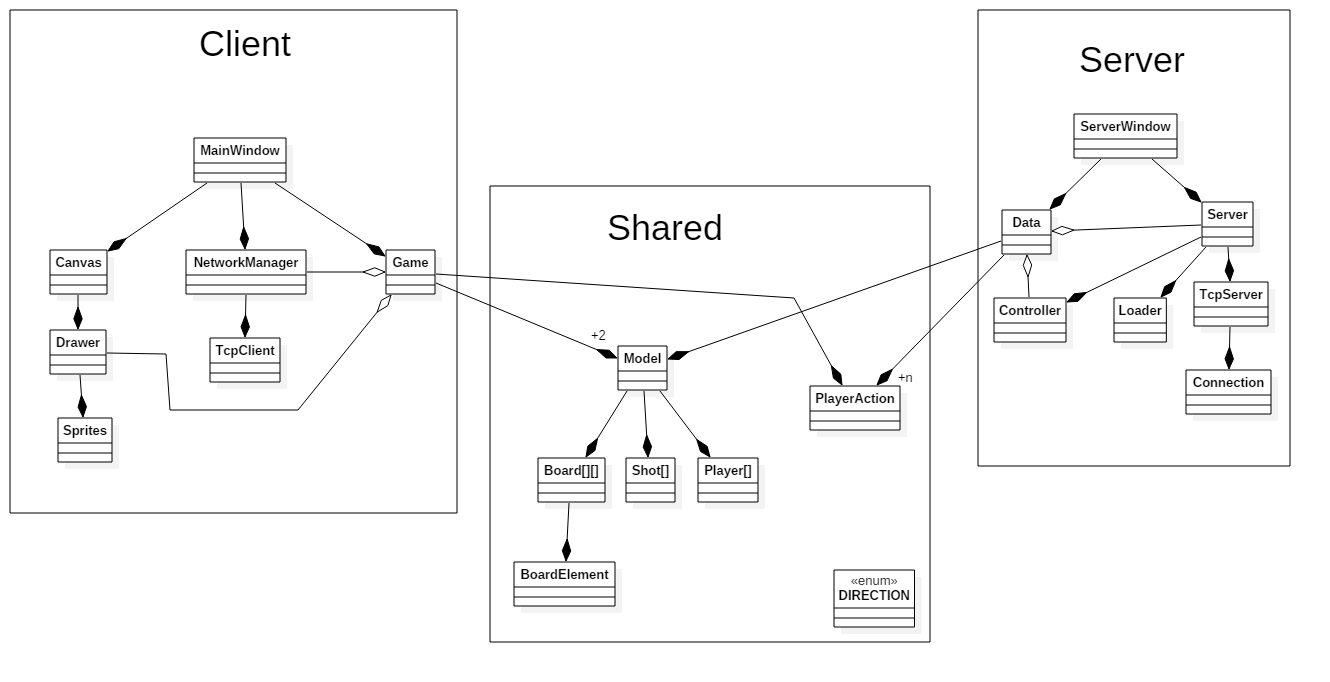 Client
MainWindow
Canvas
NetworkManager
Game
Drawer
TcpClient
Sprites
Shared
+2
Model
+n
PlayerAction
Board[][]
Shot[]
Player[]
BoardElement
«enum»
DIRECTION
Server
ServerWindow
Data
Server
Controller
Loader
TcpServer
Connection